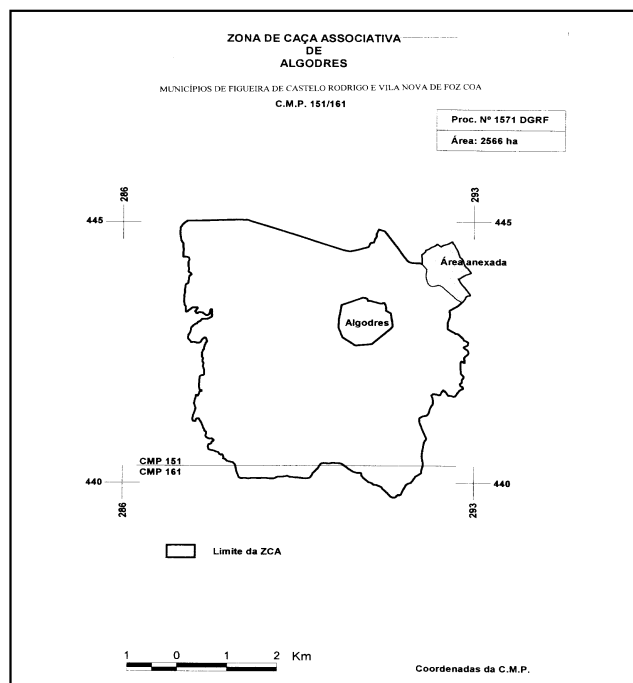 ZONA DE CAÇA ASSOCIATIVA
DE
ALGODRES
MUNICÍPIOS DE FIGUEIRA DE CASTELO RODRIGO E VILA NOVA DE FOZ COA
C.M.P. 151/161
Proc. Nº 1571 DGRF
Área: 2566 ha
286
293
445
445
Área anexada
Algodres
CMP 151
CMP 161
440
440
286
293
Limite da ZCA
1 0 1 2 Km
Coordenadas da C.M.P.